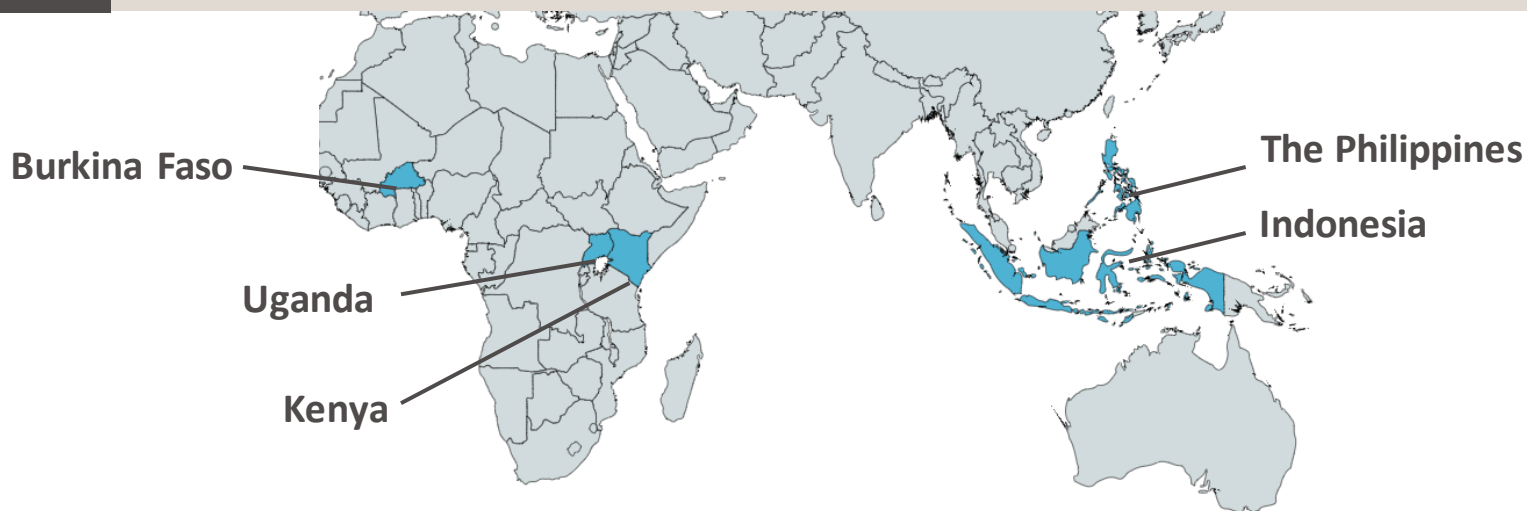 Burkina Faso
The Philippines
Indonesia
Uganda
Kenya